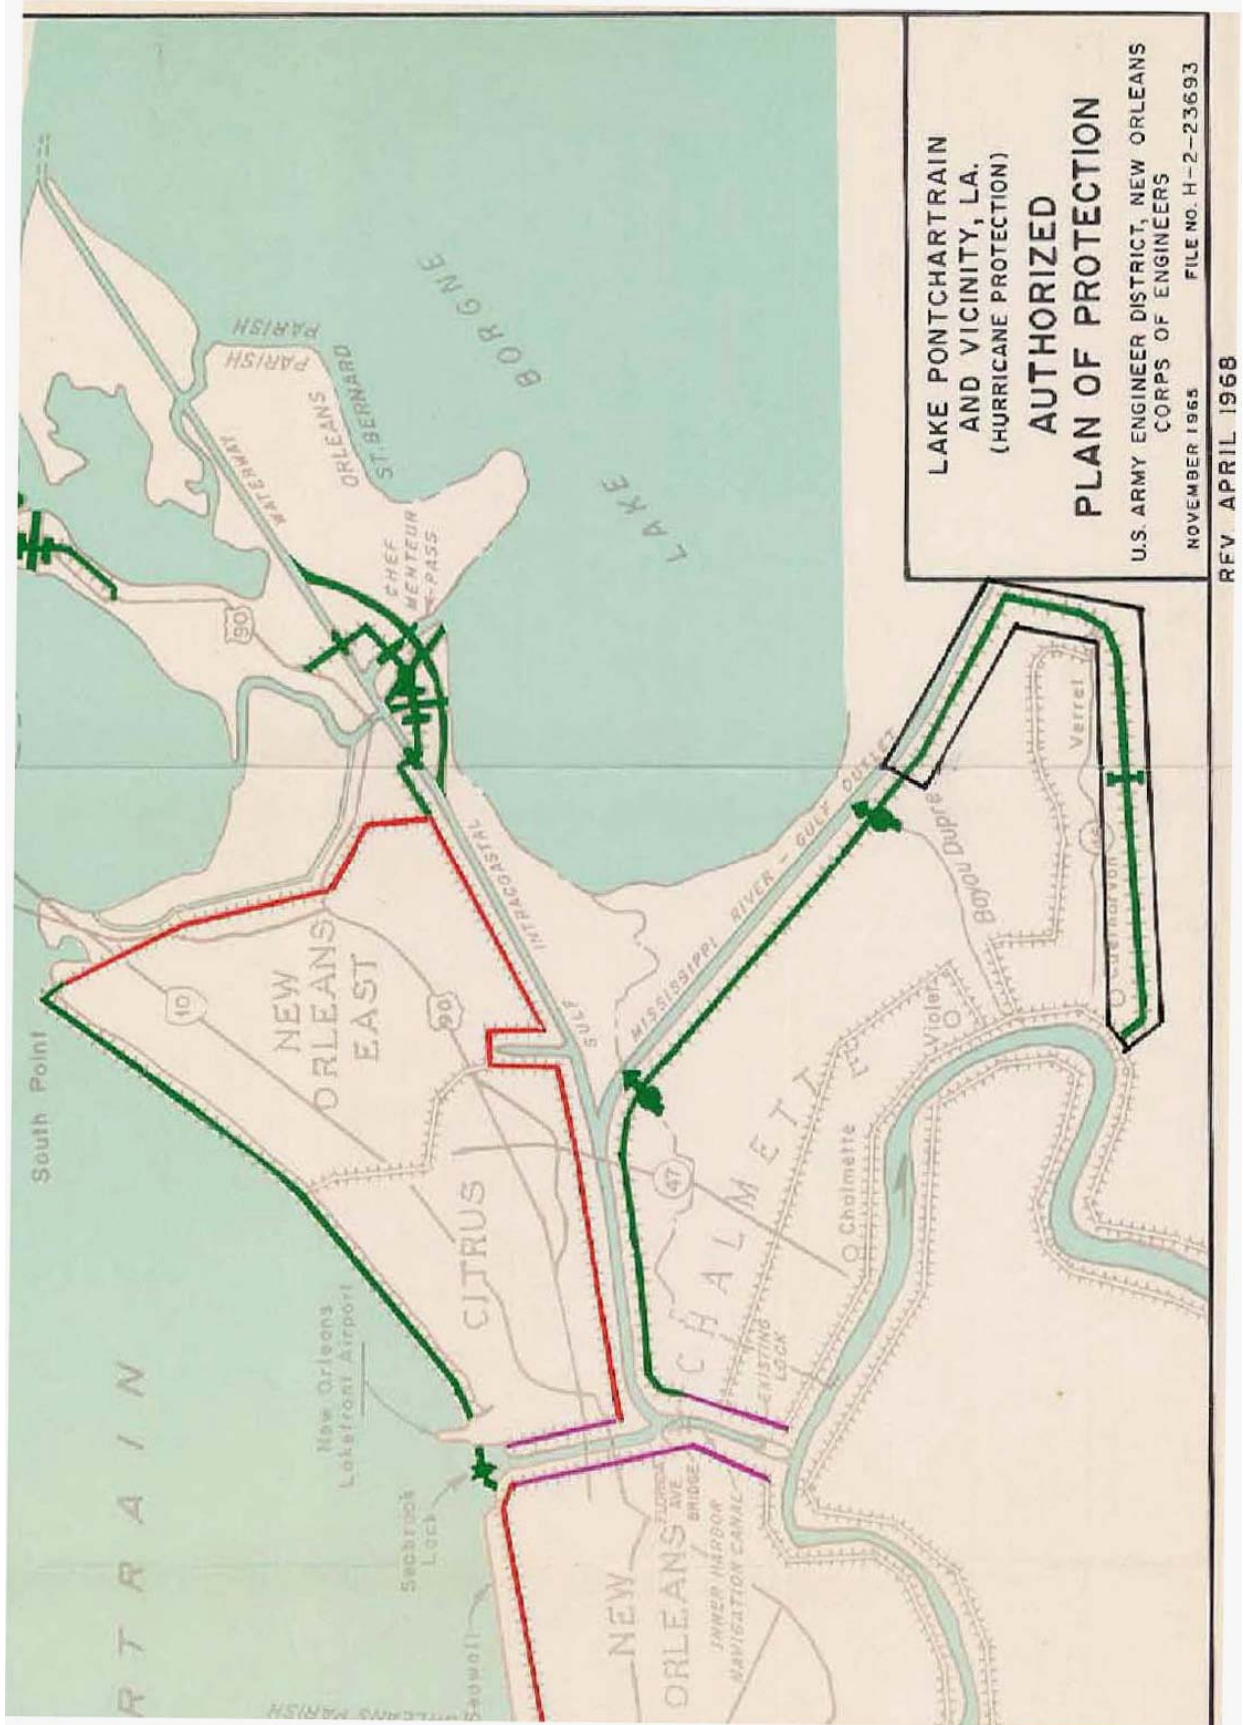 LAKE PONTCHARTRAIN
AND VICINITY, LA.
(HURRICANE PROTECTION)
AUTHORIZED
PLAN OF PROTECTION
U.S. ARMY ENGINEER DISTRICT, NEW ORLEANS
CORPS OF ENGINEERS
NOVEMBER 1965 FILE NO. H-2-23693
REV. APRIL 1968
RTRAIN
South Point
New Orleans
Lakefront Airport
Seabrook
Lock
Seawall
ORLEANS PARISH
NEW
ORLEANS
EAST
10
90
90
CITRUS
NEW
ORLEANS
FLORIDA
AVE
BRIDGE
INNER HARBOR
NAVIGATION CANAL
EXISTING
LOCK
CHALMETTE
47
Chalmette
Violet
GULF
INTRACOASTAL
WATERWAY
MISSISSIPPI RIVER - GULF OUTLET
Bayou Dupre
Verret
Caernarvon
CHEF
MENTEUR
PASS
ORLEANS PARISH
ST. BERNARD PARISH
LAKE BORGNE